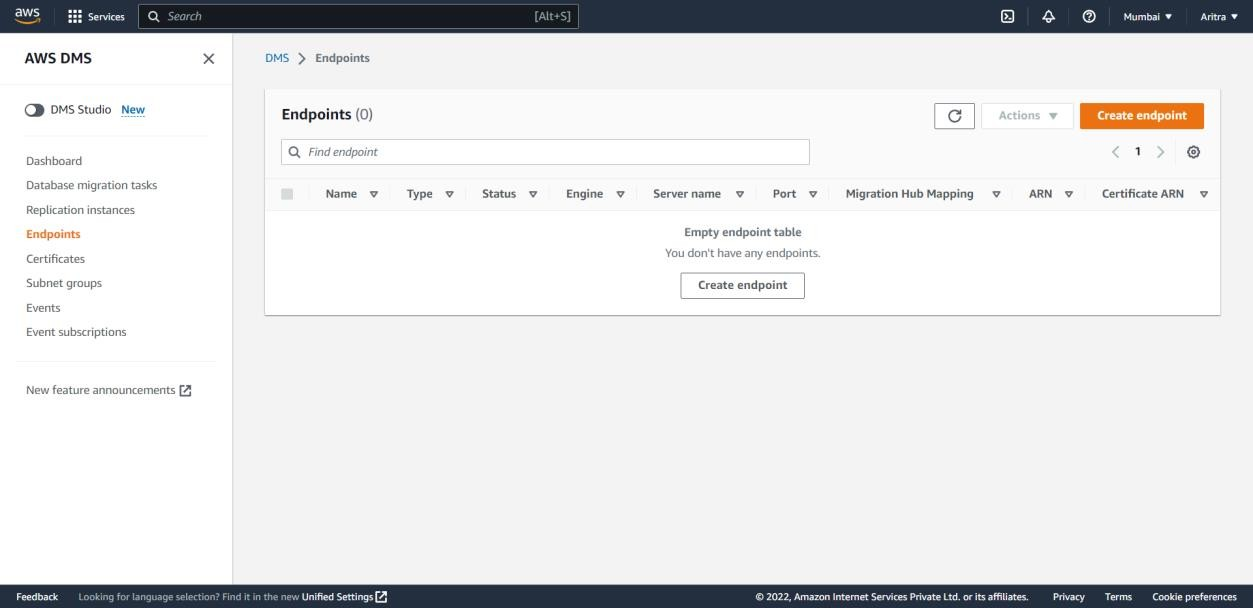 aws Services Search [Alt+S] Mumbai ▼ Aritra ▼
AWS DMS
DMS Studio New
Dashboard
Database migration tasks
Replication instances
Endpoints
Certificates
Subnet groups
Events
Event subscriptions
New feature announcements
DMS > Endpoints
Endpoints (0)
Actions ▼ Create endpoint
Find endpoint
1
Name Type Status Engine Server name Port Migration Hub Mapping ARN Certificate ARN
Empty endpoint table
You don't have any endpoints.
Create endpoint
Feedback Looking for language selection? Find it in the new Unified Settings © 2022, Amazon Internet Services Private Ltd. or its affiliates. Privacy Terms Cookie preferences